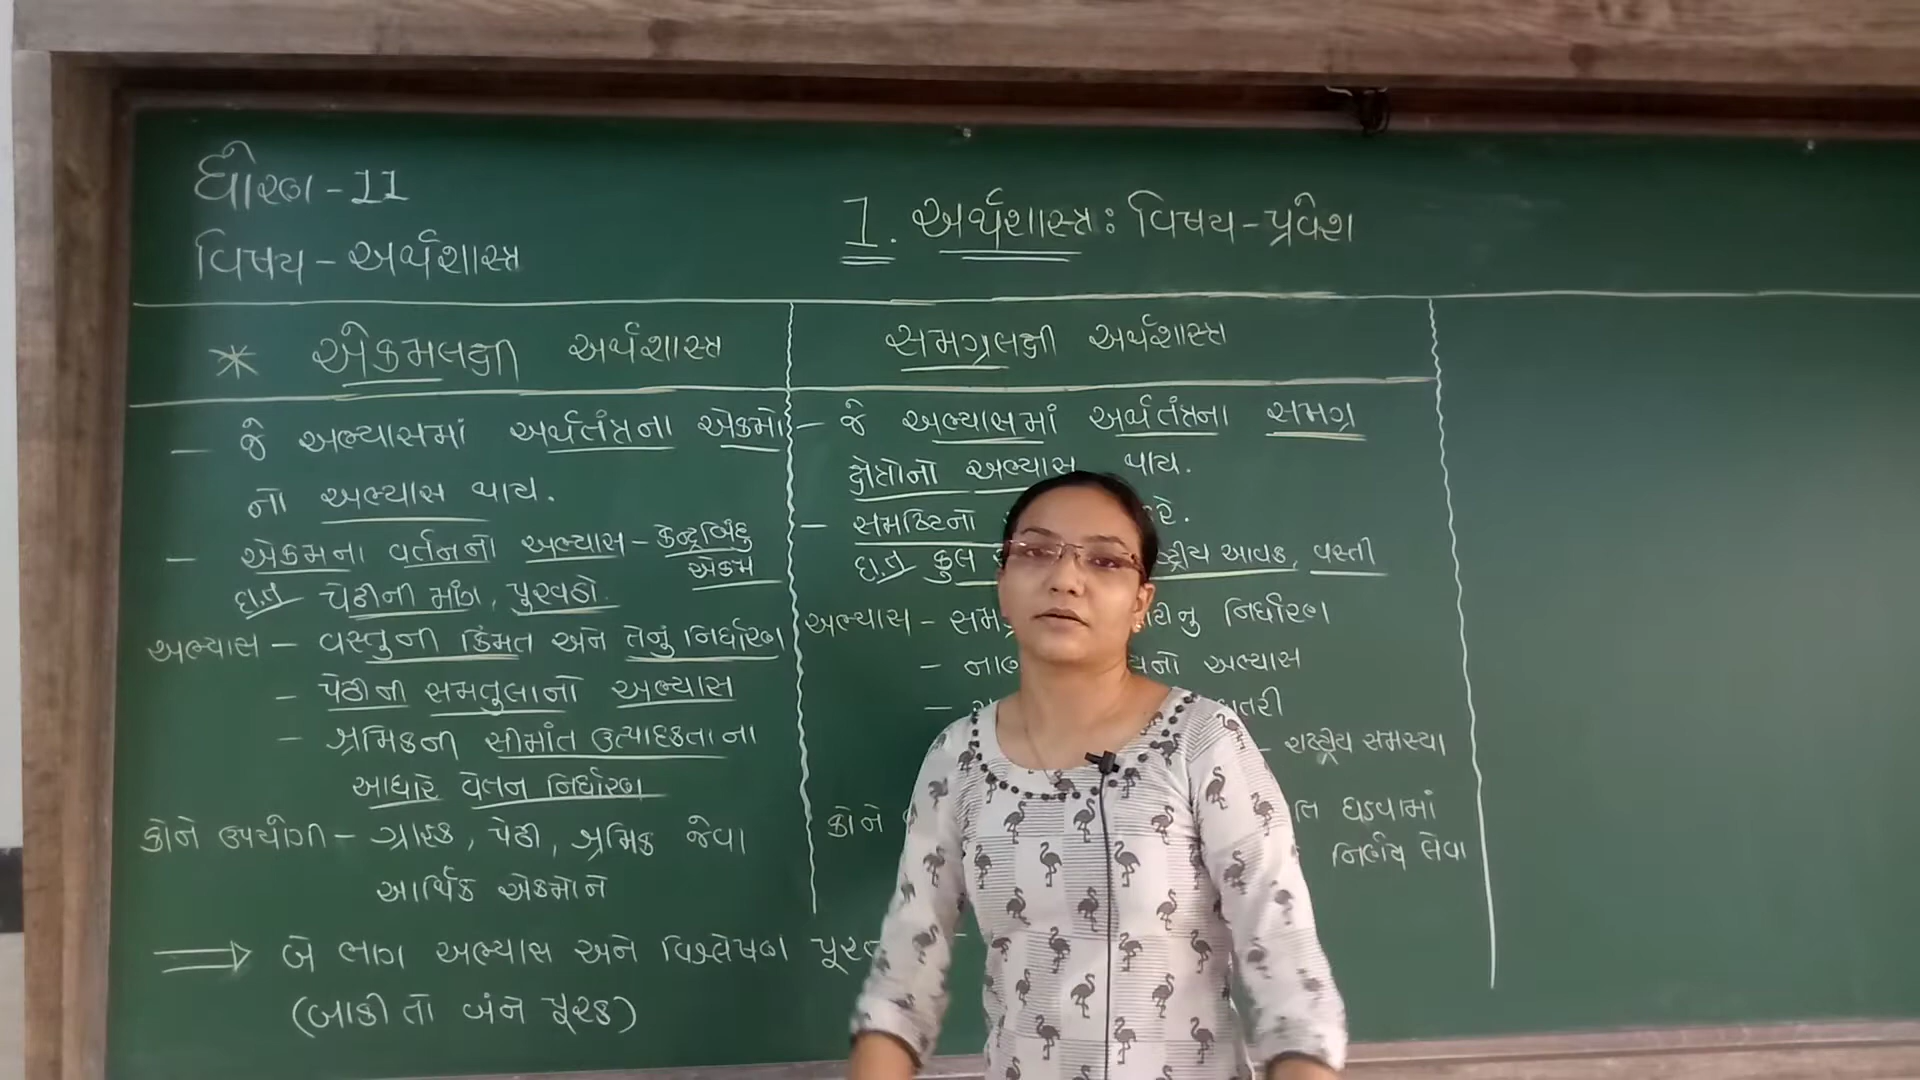 ધોરણ-11
વિષય - અર્થશાસ્ત્ર
1. અર્થશાસ્ત્ર : વિષય-પ્રવેશ
* એકમલક્ષી અર્થશાસ્ત્ર
- જે અભ્યાસમાં અર્થતંત્રના એકમો
નો અભ્યાસ થાય.
- એકમના વર્તનનો અભ્યાસ - કેન્દ્રબિંદુ
એકમ
દા.ત પેઢીની માંગ, પૂરવઠો.
અભ્યાસ - વસ્તુની કિંમત અને તેનું નિર્ધારણ
- પેઢીની સમતુલાનો અભ્યાસ
- શ્રમિકની સીમાંત ઉત્પાદકતાના
આધારે વેતન નિર્ધારણ
કોને ઉપયોગી - ગ્રાહક, પેઢી, શ્રમિક જેવા
આર્થિક એકમોને
સમગ્રલક્ષી અર્થશાસ્ત્ર
- જે અભ્યાસમાં અર્થતંત્રના સમગ્ર
ક્ષેત્રોનો અભ્યાસ થાય.
- સમષ્ટિનો
દા.ત કુલ આવક, વસ્તી
અભ્યાસ - નિર્ધારણ
- અભ્યાસ
- રાષ્ટ્રીય સમસ્યા
કોને ઘડવામાં
નિર્ણય લેવા
⇒ બે ભાગ અભ્યાસ અને વિશ્લેષણ
(બાકી તો બંને પૂરક)